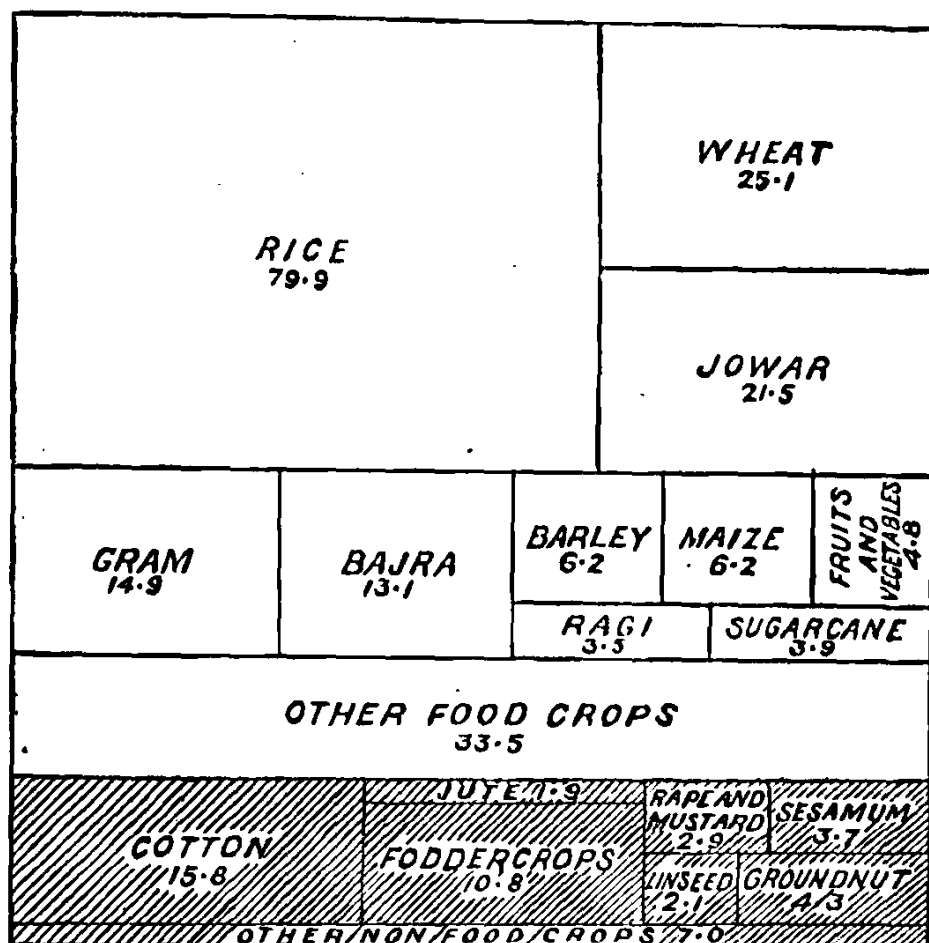 RICE
79·9
WHEAT
25·1
JOWAR
21·5
GRAM
14·9
BAJRA
13·1
BARLEY
6·2
MAIZE
6·2
FRUITS
AND
VEGETABLES
4·8
RAGI
3·5
SUGARCANE
3·9
OTHER FOOD CROPS
33·5
COTTON
15·8
JUTE 1·9
FODDERCROPS
10·8
RAPE AND
MUSTARD
2·9
SESAMUM
3·7
LINSEED
2·1
GROUNDNUT
4·3
OTHER NON FOOD CROPS 7·0